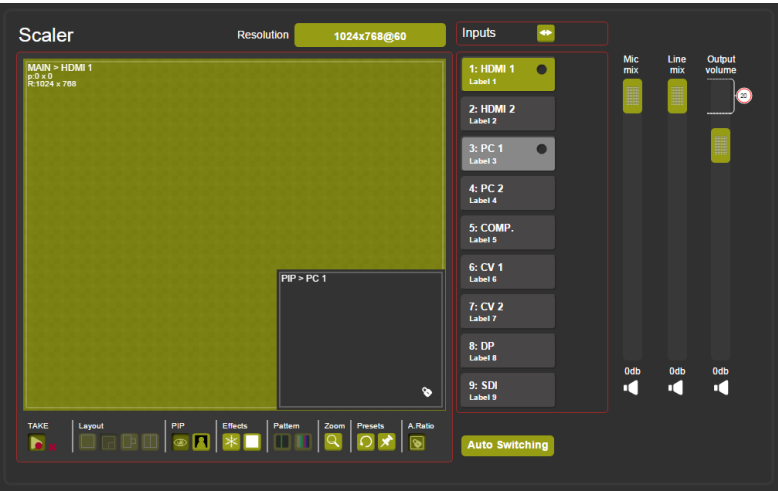 Scaler
Resolution
1024x768@60
Inputs
MAIN > HDMI 1
p:0 x 0
R:1024 x 768
PIP > PC 1
1: HDMI 1
Label 1
2: HDMI 2
Label 2
3: PC 1
Label 3
4: PC 2
Label 4
5: COMP.
Label 5
6: CV 1
Label 6
7: CV 2
Label 7
8: DP
Label 8
9: SDI
Label 9
Mic
mix
Line
mix
Output
volume
20
0db
0db
0db
TAKE
Layout
PiP
Effects
Pattern
Zoom
Presets
A.Ratio
Auto Switching